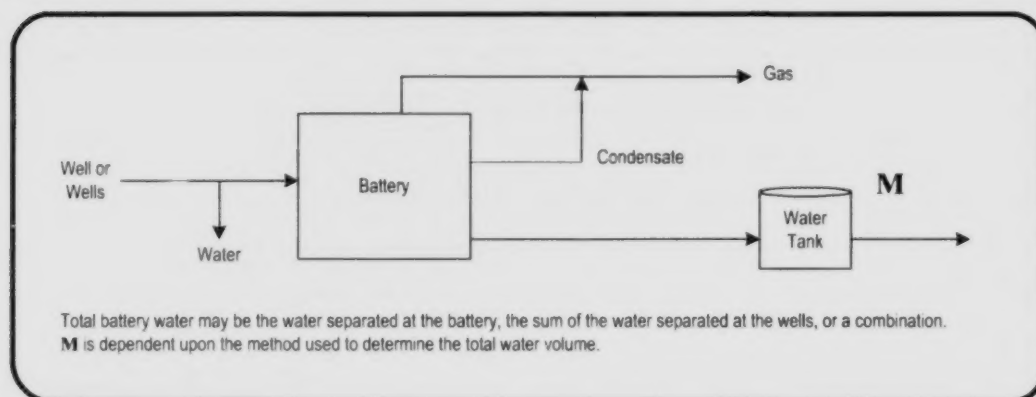 Gas
Condensate
Well or
Wells
Battery
Water
M
Water
Tank
Total battery water may be the water separated at the battery, the sum of the water separated at the wells, or a combination.
M is dependent upon the method used to determine the total water volume.